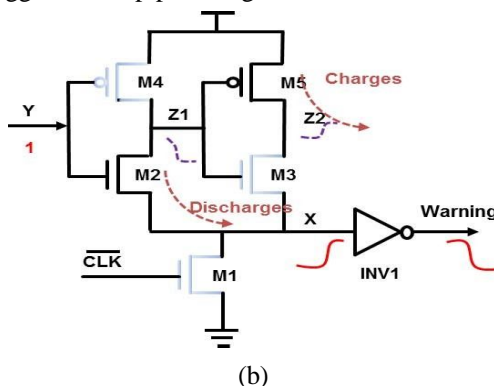 M4
M5
Charges
Y
Z1
Z2
1
M2
M3
Discharges
X
Warning
CLK
M1
INV1
(b)